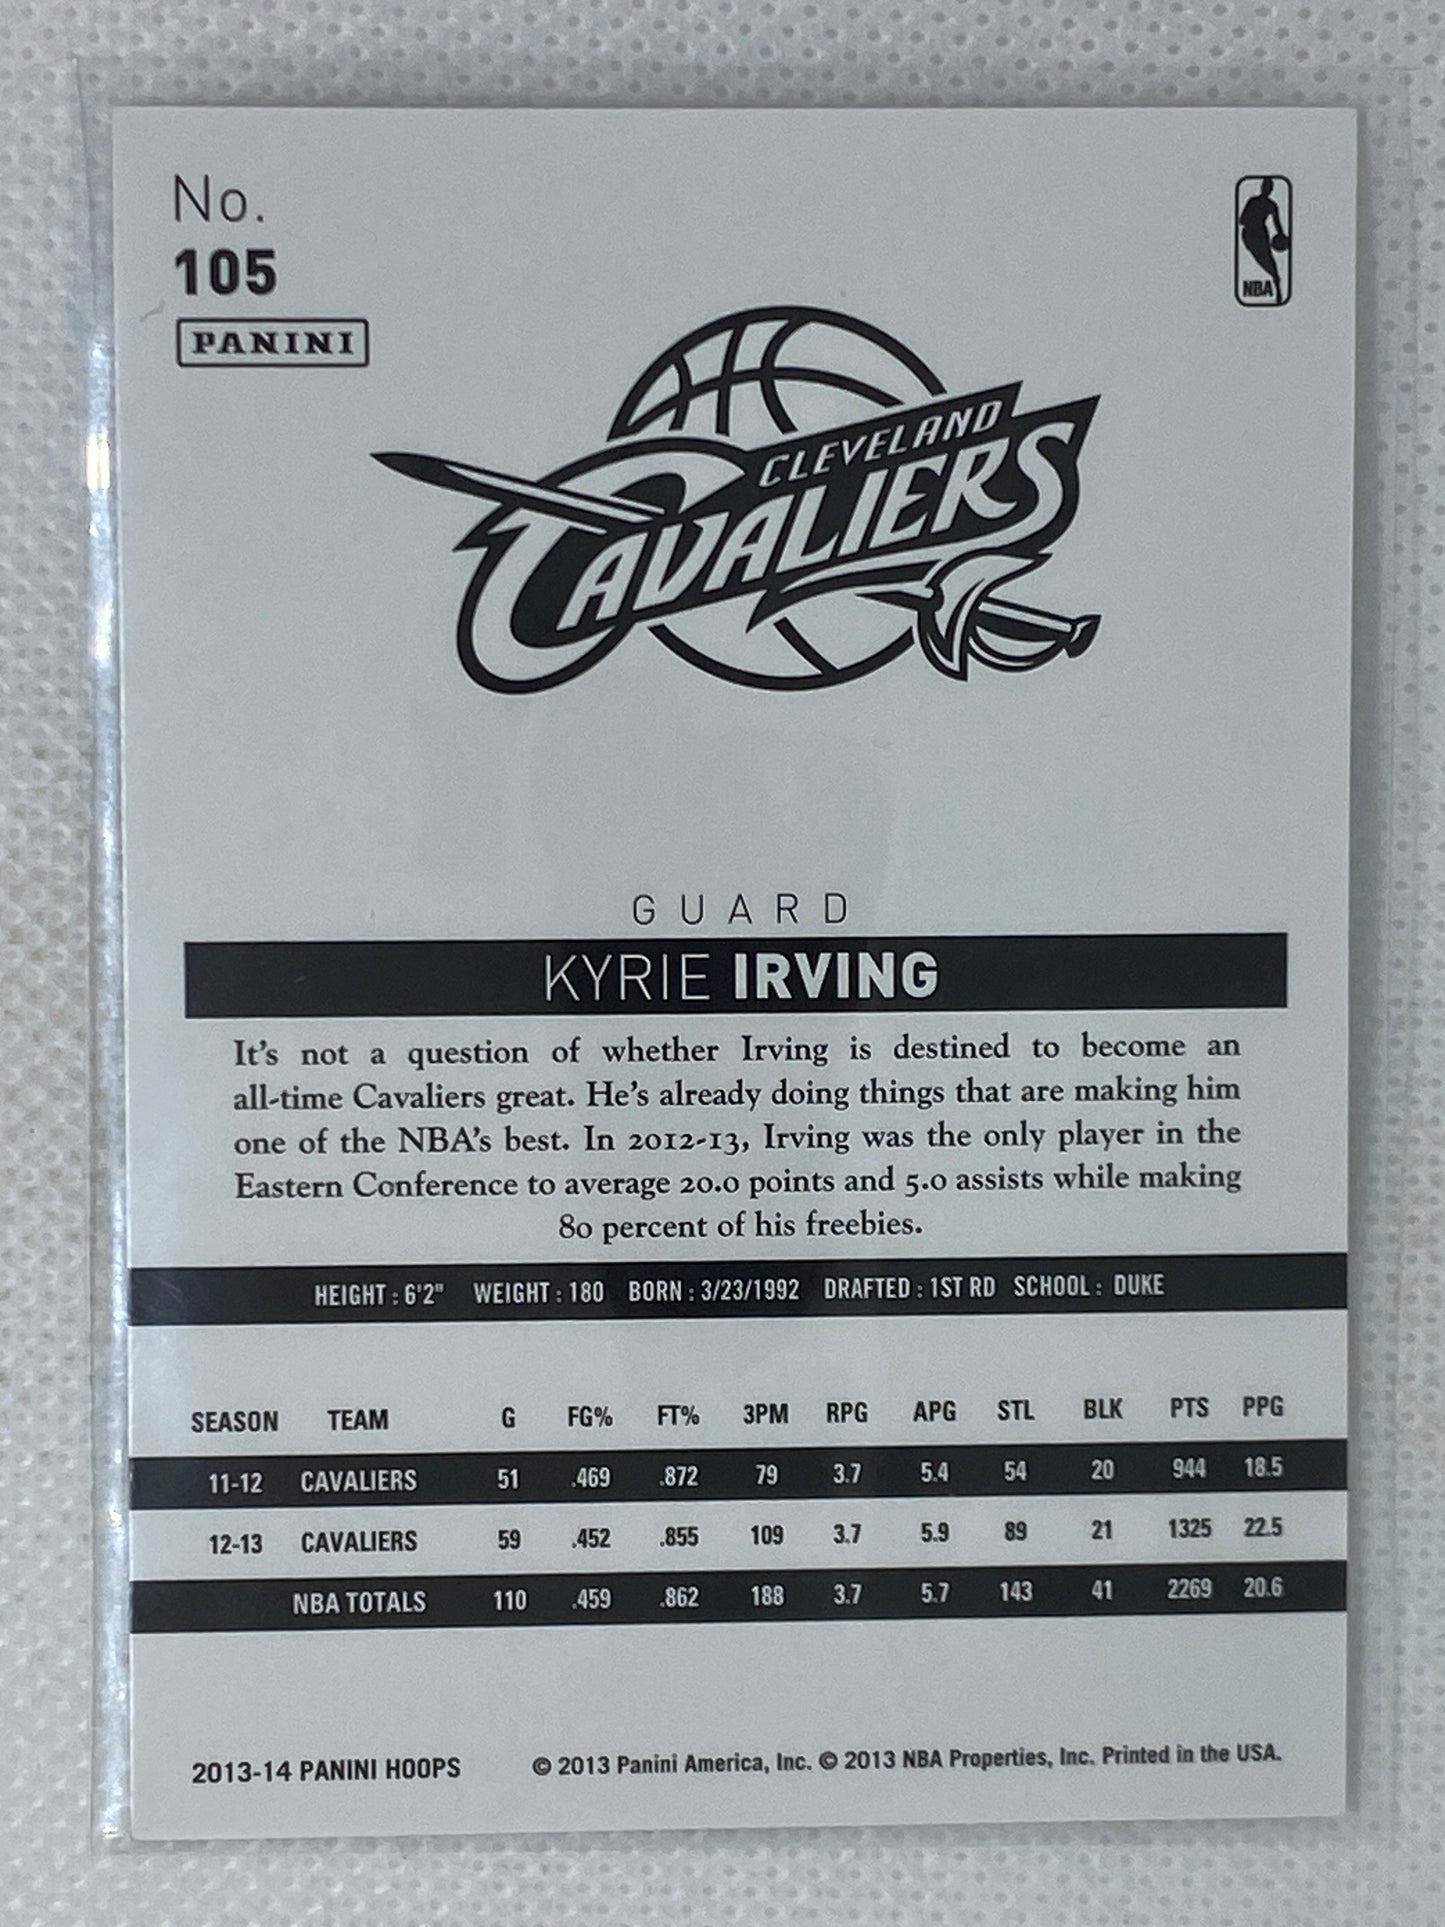 No.
105
PANINI
NBA
CLEVELAND
CAVALIERS
GUARD
KYRIE IRVING
It's not a question of whether Irving is destined to become an
all-time Cavaliers great. He's already doing things that are making him
one of the NBA's best. In 2012-13, Irving was the only player in the
Eastern Conference to average 20.0 points and 5.0 assists while making
80 percent of his freebies.
HEIGHT : 6'2" WEIGHT : 180 BORN : 3/23/1992 DRAFTED : 1ST RD SCHOOL : DUKE
SEASON TEAM G FG% FT% 3PM RPG APG STL BLK PTS PPG
11-12 CAVALIERS 51 .469 .872 79 3.7 5.4 54 20 944 18.5
12-13 CAVALIERS 59 .452 .855 109 3.7 5.9 89 21 1325 22.5
NBA TOTALS 110 .459 .862 188 3.7 5.7 143 41 2269 20.6
2013-14 PANINI HOOPS © 2013 Panini America, Inc. © 2013 NBA Properties, Inc. Printed in the USA.